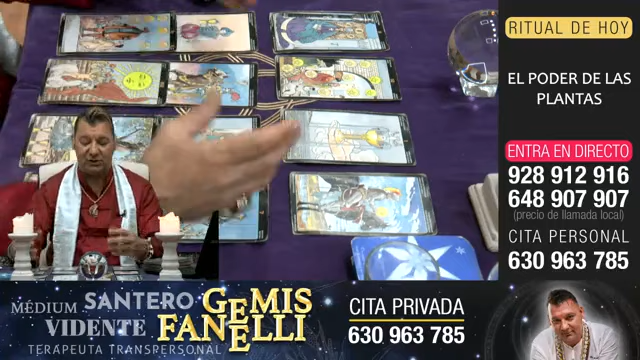 RITUAL DE HOY
EL PODER DE LAS
PLANTAS
ENTRA EN DIRECTO
928 912 916
648 907 907
(precio de llamada local)
CITA PERSONAL
630 963 785
MÉDIUM SANTERO
VIDENTE
TERAPEUTA TRANSPERSONAL
GEMIS
FANELLI
CITA PRIVADA
630 963 785